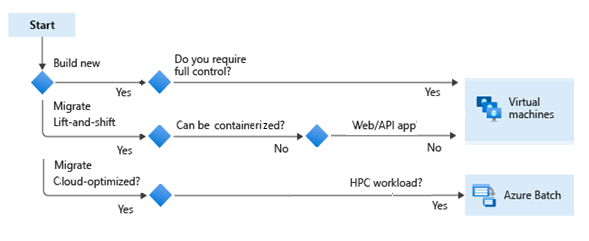 Start
Build new
Do you require
full control?
Yes
Yes
Virtual
machines
Migrate
Lift-and-shift
Can be containerized?
Web/API app
Yes
No
No
Migrate
Cloud-optimized?
HPC workload?
Azure Batch
Yes
Yes